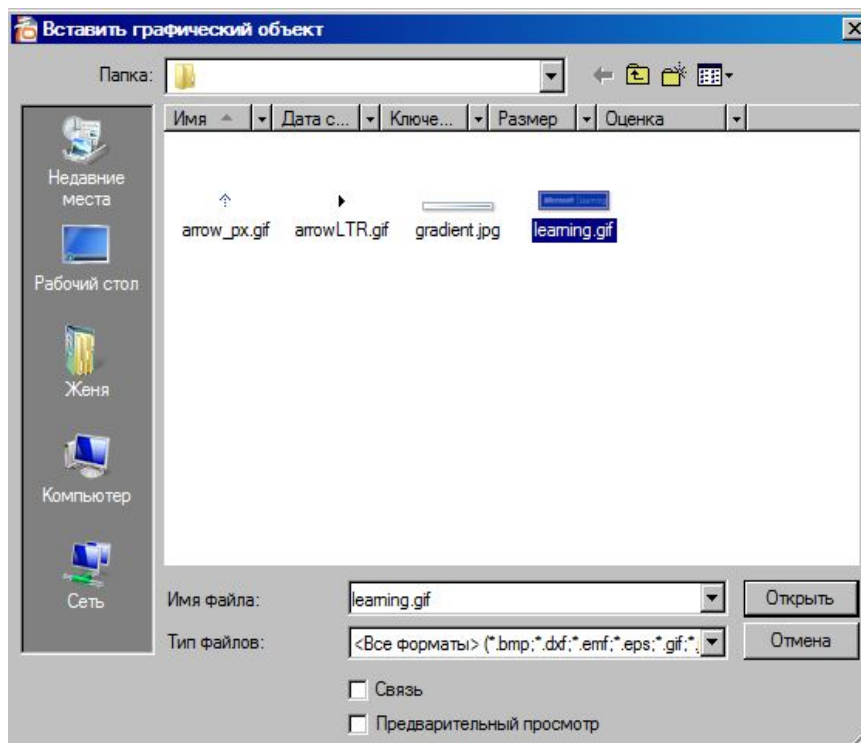 Вставить графический объект
Папка:
Имя Дата с... Ключе... Размер Оценка
Недавние
места
Рабочий стол
Женя
Компьютер
Сеть
arrow_px.gif arrowLTR.gif gradient.jpg learning.gif
Имя файла: learning.gif Открыть
Тип файлов: <Все форматы> (*.bmp;*.dxf;*.emf;*.eps;*.gif;*. Отмена
Связь
Предварительный просмотр